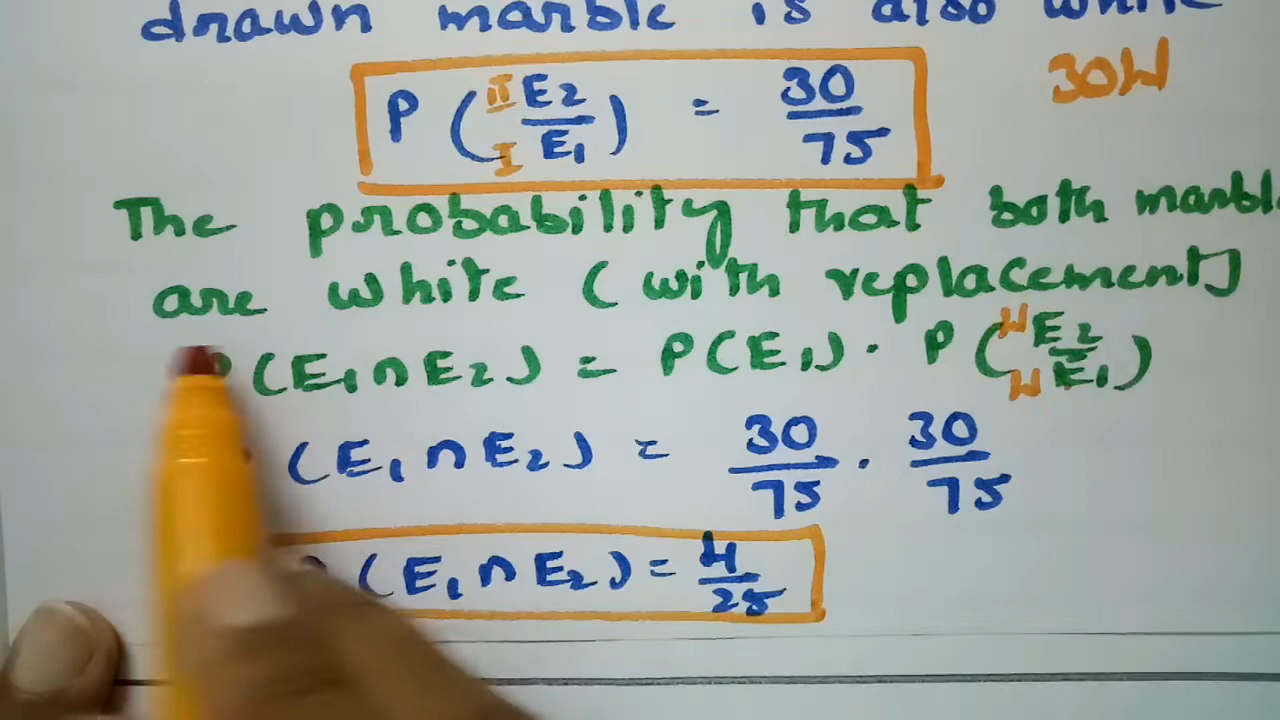 drawn marble is also white
30W
P (II E2 / I E1) = 30/75
The probability that both marble
are white (with replacement)
P(E1∩E2) = P(E1) · P(W E2 / W E1)
(E1∩E2) = 30/75 · 30/75
(E1∩E2) = 4/25